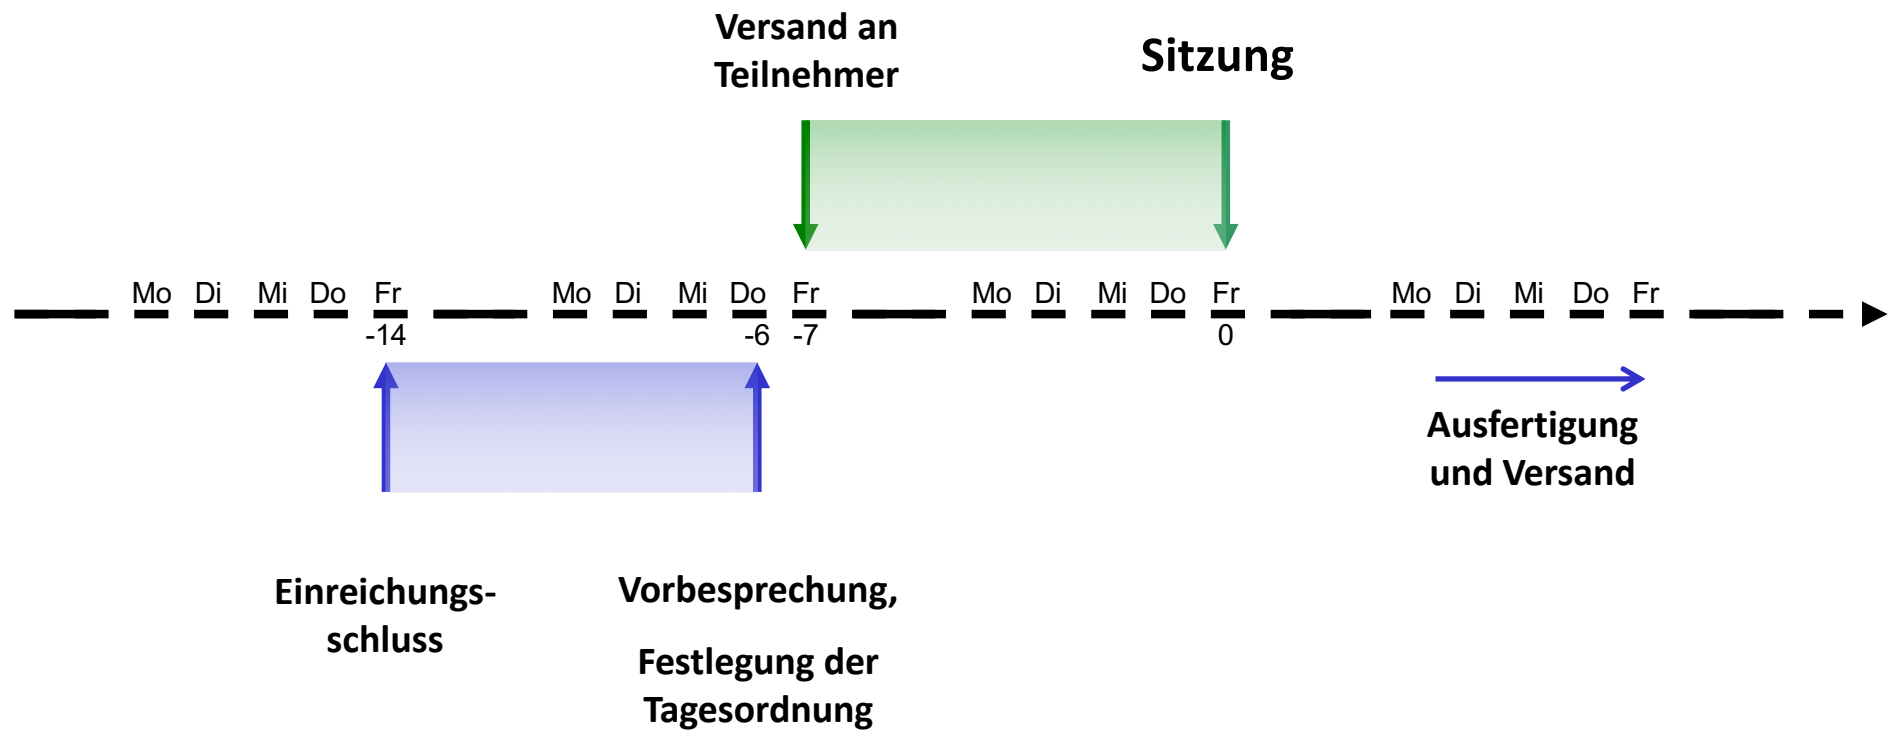 Versand an
Teilnehmer
Sitzung
Mo Di Mi Do Fr Mo Di Mi Do Fr Mo Di Mi Do Fr Mo Di Mi Do Fr
-14 -6 -7 0
Ausfertigung
und Versand
Einreichungs-
schluss
Vorbesprechung,
Festlegung der
Tagesordnung